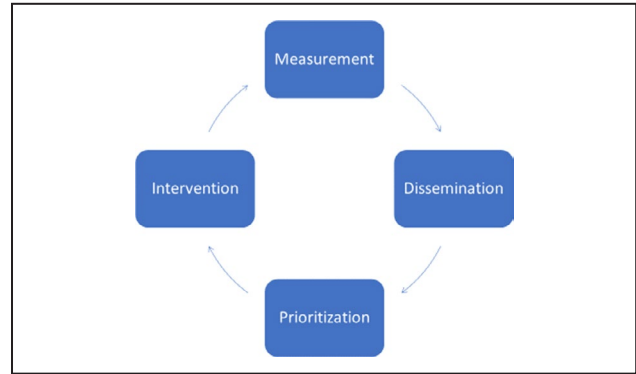 Measurement
Dissemination
Prioritization
Intervention